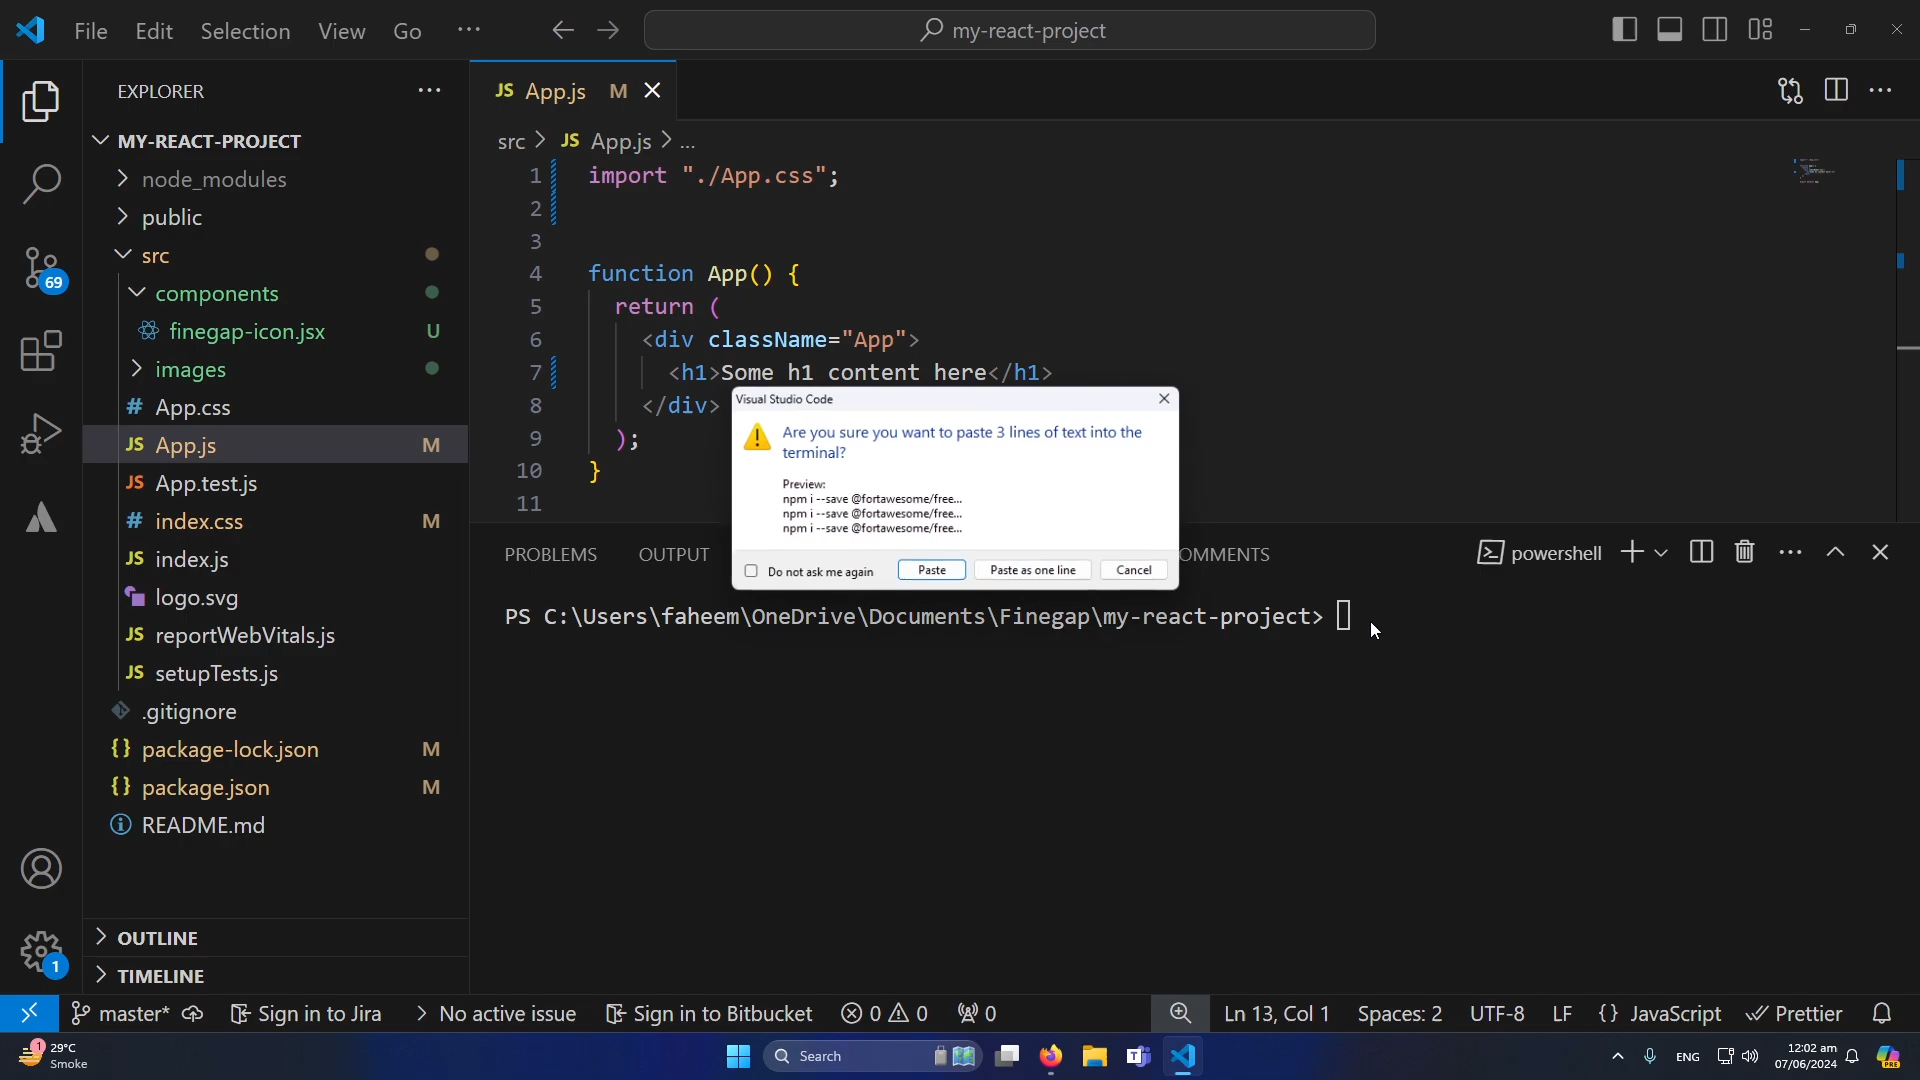 File Edit Selection View Go ...
my-react-project
EXPLORER
MY-REACT-PROJECT
node_modules
public
src
components
finegap-icon.jsx U
images
# App.css
JS App.js M
JS App.test.js
# index.css M
JS index.js
logo.svg
JS reportWebVitals.js
JS setupTests.js
.gitignore
{} package-lock.json M
{} package.json M
README.md
OUTLINE
TIMELINE
69
1
JS App.js M
src > JS App.js > ...
1 import "./App.css";
2
3
4 function App() {
5 return (
6 <div className="App">
7 <h1>Some h1 content here</h1>
8 </div>
9 );
10 }
11
Visual Studio Code
Are you sure you want to paste 3 lines of text into the
terminal?
Preview:
npm i --save @fortawesome/free...
npm i --save @fortawesome/free...
npm i --save @fortawesome/free...
Do not ask me again Paste Paste as one line Cancel
PROBLEMS OUTPUT OMMENTS powershell
PS C:\Users\faheem\OneDrive\Documents\Finegap\my-react-project>
master* Sign in to Jira > No active issue Sign in to Bitbucket 0 0 0 Ln 13, Col 1 Spaces: 2 UTF-8 LF {} JavaScript Prettier
1
29°C
Smoke
Search
ENG
12:02 am
07/06/2024
PRE